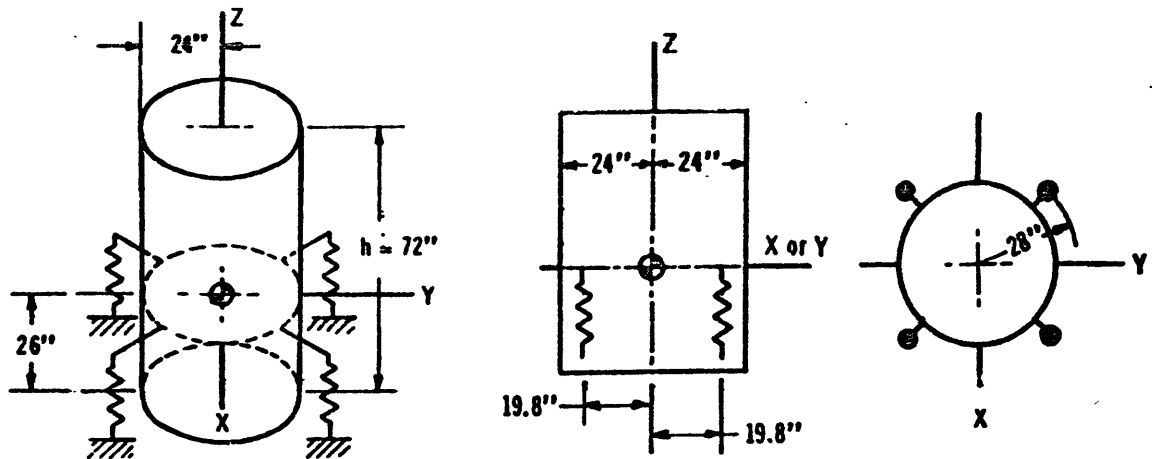 Z
24"
h = 72"
Y
26"
X
Z
24" 24"
X or Y
19.8"
19.8"
28"
Y
X